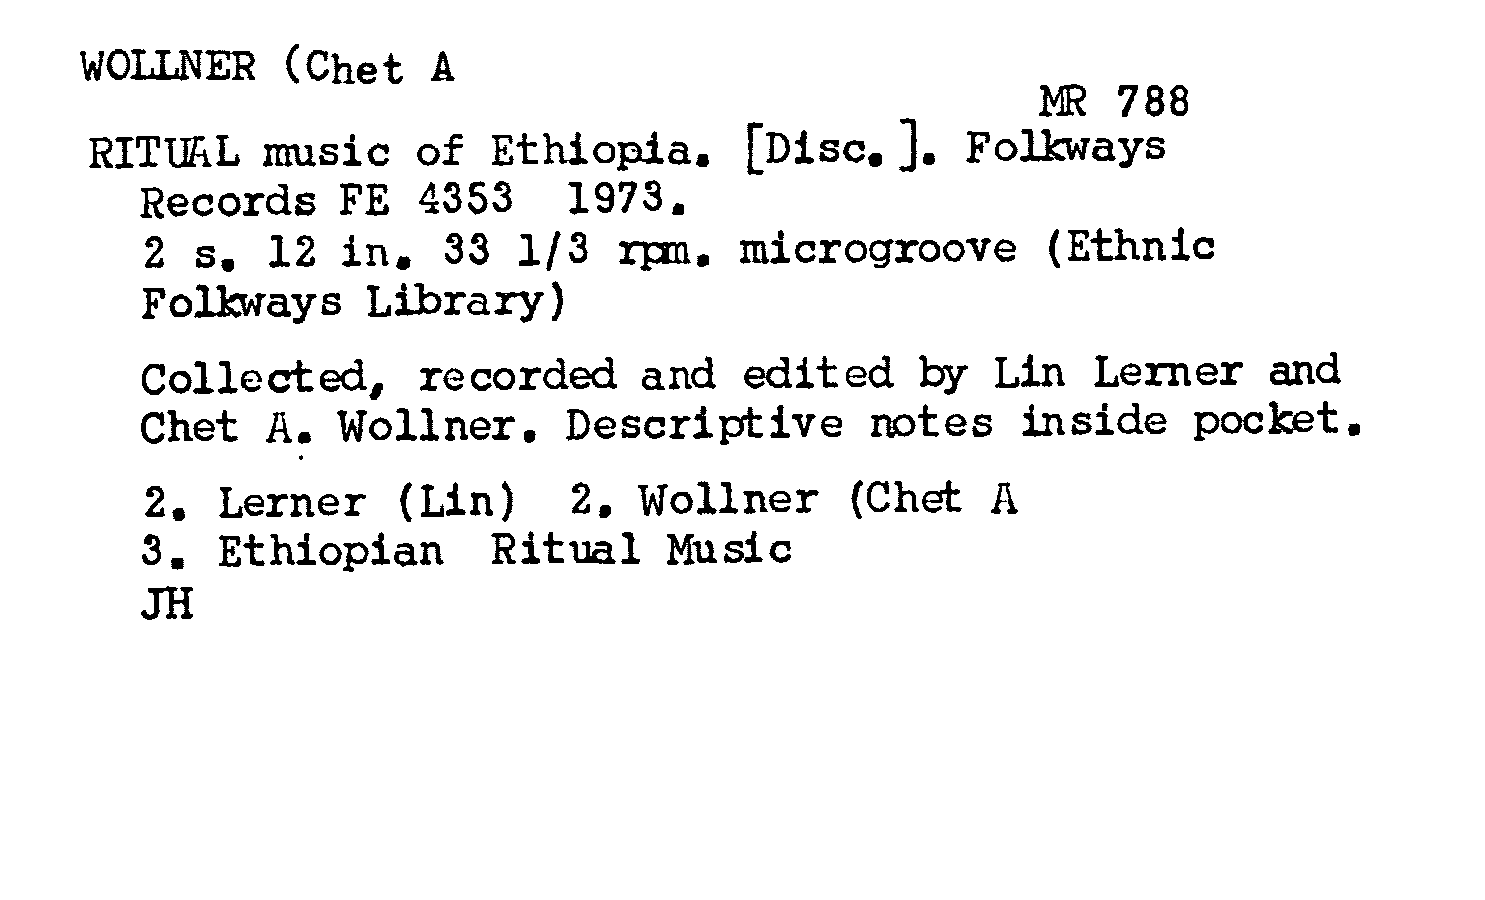 WOLLNER (Chet A
MR 788
RITUAL music of Ethiopia. [Disc.]. Folkways
Records FE 4353 1973.
2 s. 12 in. 33 1/3 rpm. microgroove (Ethnic
Folkways Library)
Collected, recorded and edited by Lin Lerner and
Chet A. Wollner. Descriptive notes inside pocket.
2. Lerner (Lin) 2. Wollner (Chet A
3. Ethiopian Ritual Music
JH